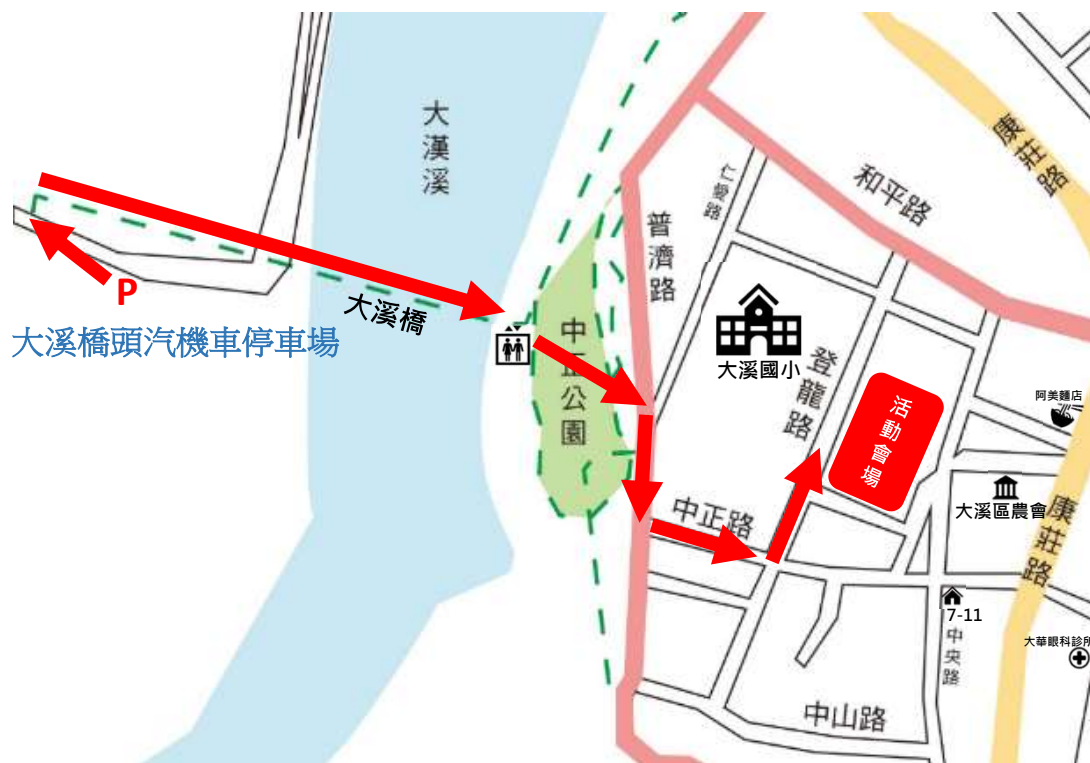 大漢溪
康莊路
和平路
仁愛路
普濟路
P
大溪橋
大溪橋頭汽機車停車場
中正公園
大溪國小
登龍路
活動會場
阿美麵店
大溪區農會
中正路
康莊路
7-11
中央路
大華眼科診所
中山路